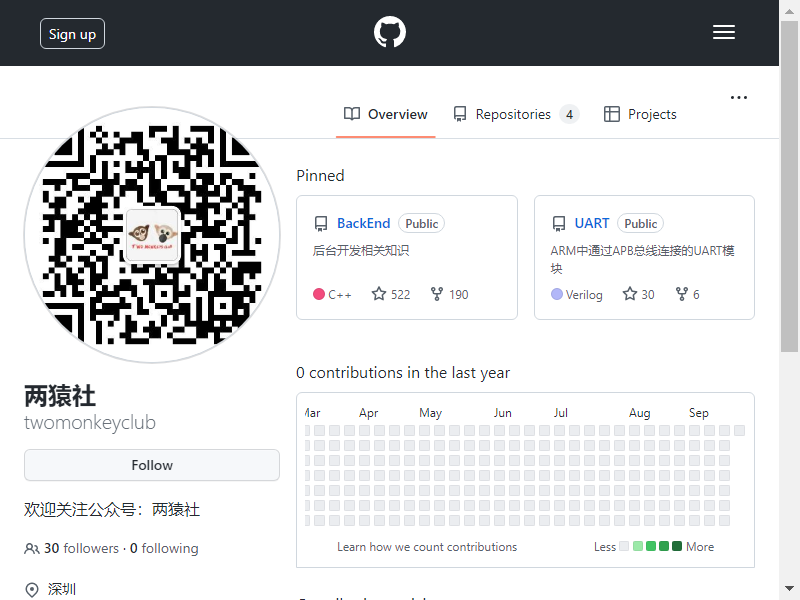 Sign up
Overview
Repositories 4
Projects
Pinned
BackEnd Public
后台开发相关知识
C++ 522 190
UART Public
ARM中通过APB总线连接的UART模
块
Verilog 30 6
两猿社
twomonkeyclub
Follow
欢迎关注公众号：两猿社
30 followers · 0 following
深圳
0 contributions in the last year
Apr May Jun Jul Aug Sep
Learn how we count contributions
Less More